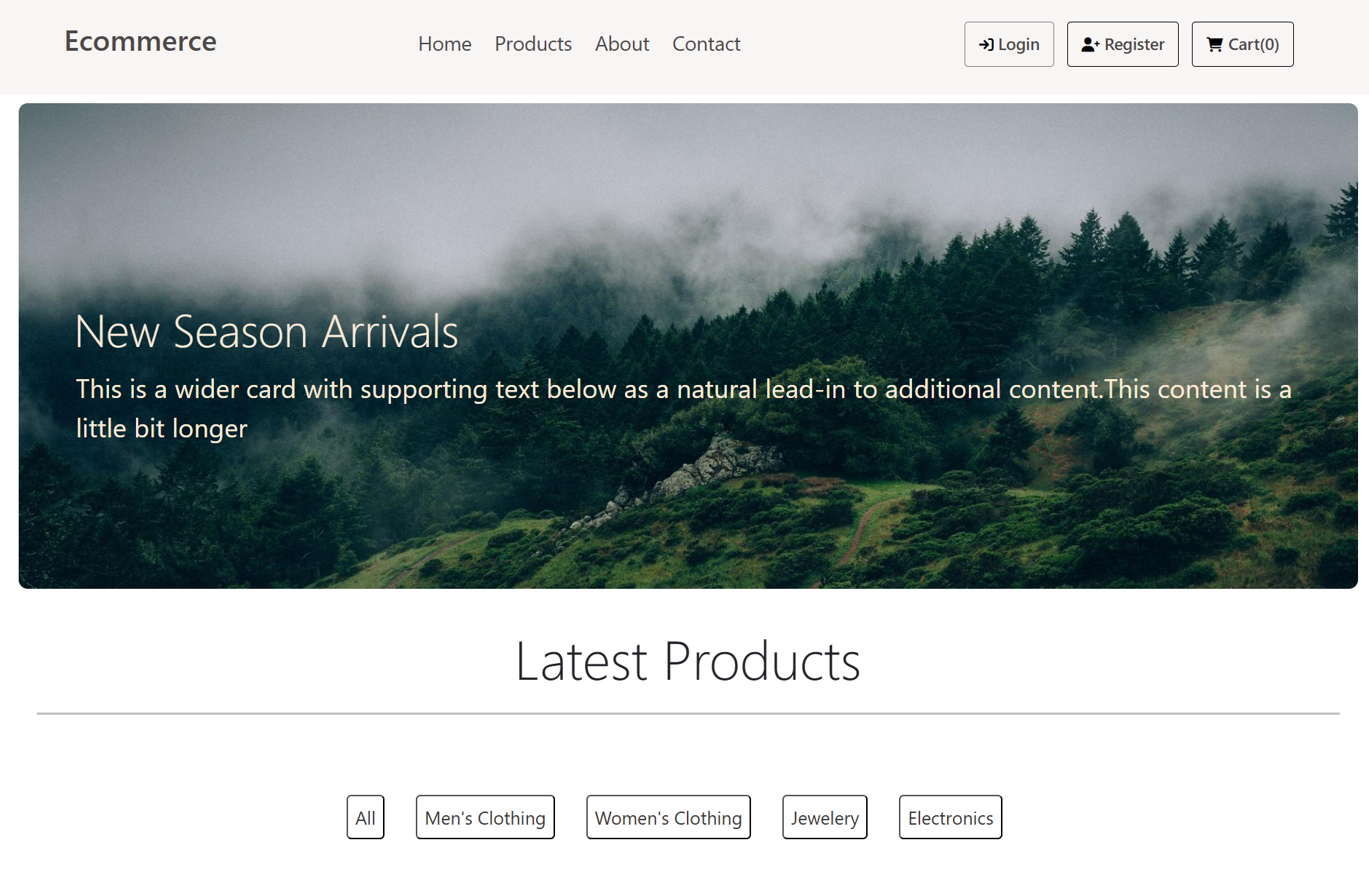 Ecommerce
Home Products About Contact
Login Register Cart(0)
New Season Arrivals
This is a wider card with supporting text below as a natural lead-in to additional content.This content is a
little bit longer
Latest Products
All Men's Clothing Women's Clothing Jewelery Electronics